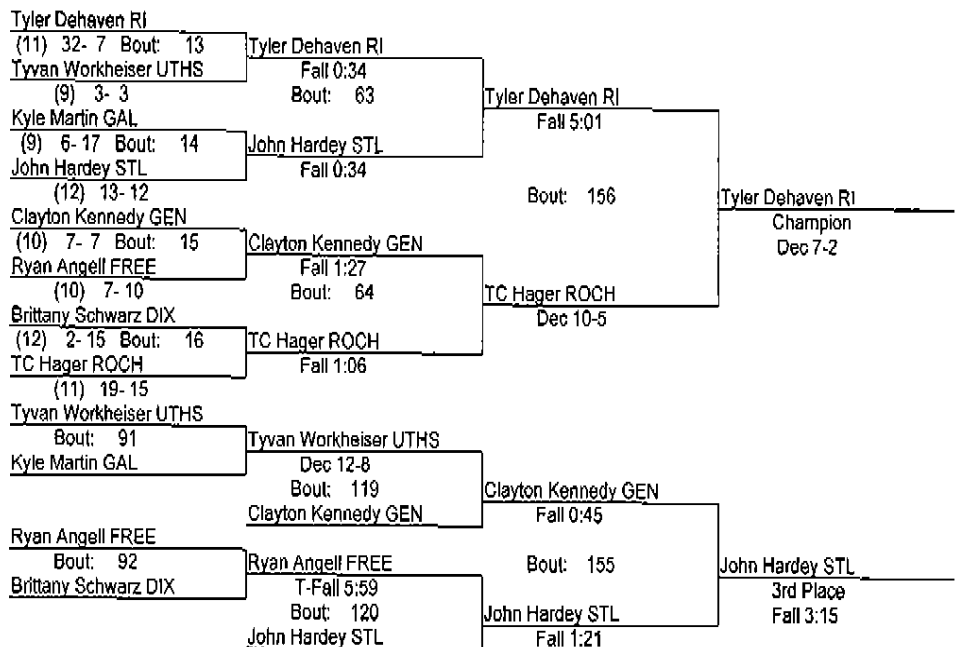 Tyler Dehaven RI
(11) 32- 7 Bout: 13
Tyvan Workheiser UTHS
(9) 3- 3
Kyle Martin GAL
(9) 6- 17 Bout: 14
John Hardey STL
(12) 13- 12
Clayton Kennedy GEN
(10) 7- 7 Bout: 15
Ryan Angell FREE
(10) 7- 10
Brittany Schwarz DIX
(12) 2- 15 Bout: 16
TC Hager ROCH
(11) 19- 15
Tyvan Workheiser UTHS
Bout: 91
Kyle Martin GAL
Ryan Angell FREE
Bout: 92
Brittany Schwarz DIX
Tyler Dehaven RI
Fall 0:34
Bout: 63
John Hardey STL
Fall 0:34
Clayton Kennedy GEN
Fall 1:27
Bout: 64
TC Hager ROCH
Fall 1:06
Tyvan Workheiser UTHS
Dec 12-8
Bout: 119
Clayton Kennedy GEN
Ryan Angell FREE
T-Fall 5:59
Bout: 120
John Hardey STL
Tyler Dehaven RI
Fall 5:01
Bout: 156
TC Hager ROCH
Dec 10-5
Clayton Kennedy GEN
Fall 0:45
Bout: 155
John Hardey STL
Fall 1:21
Tyler Dehaven RI
Champion
Dec 7-2
John Hardey STL
3rd Place
Fall 3:15